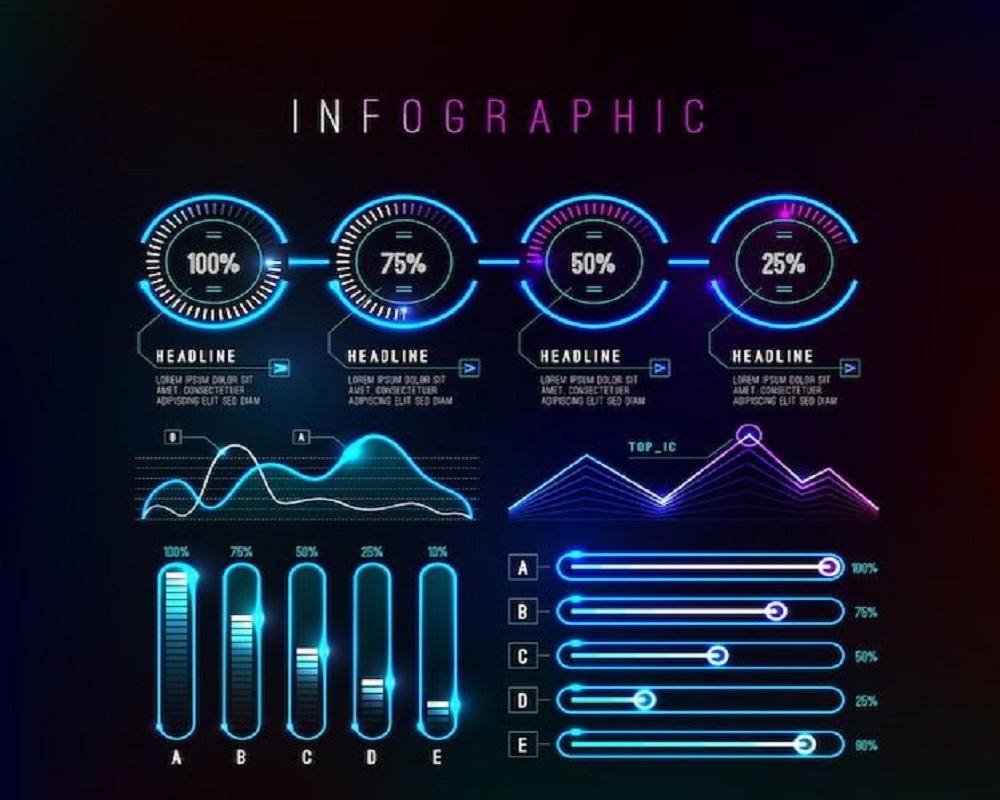 INFOGRAPHIC
100% 75% 50% 25%
HEADLINE HEADLINE HEADLINE HEADLINE
LOREM IPSUM DOLOR SIT LOREM IPSUM DOLOR SIT LOREM IPSUM DOLOR SIT LOREM IPSUM DOLOR SIT
AMET, CONSECTETUER AMET, CONSECTETUER AMET, CONSECTETUER AMET, CONSECTETUER
ADIPISCING ELIT SED DIAM ADIPISCING ELIT SED DIAM ADIPISCING ELIT SED DIAM ADIPISCING ELIT SED DIAM
B A
TOP_IC
100% 75% 50% 25% 10%
A B C D E
A 100%
B 75%
C 50%
D 25%
E 90%